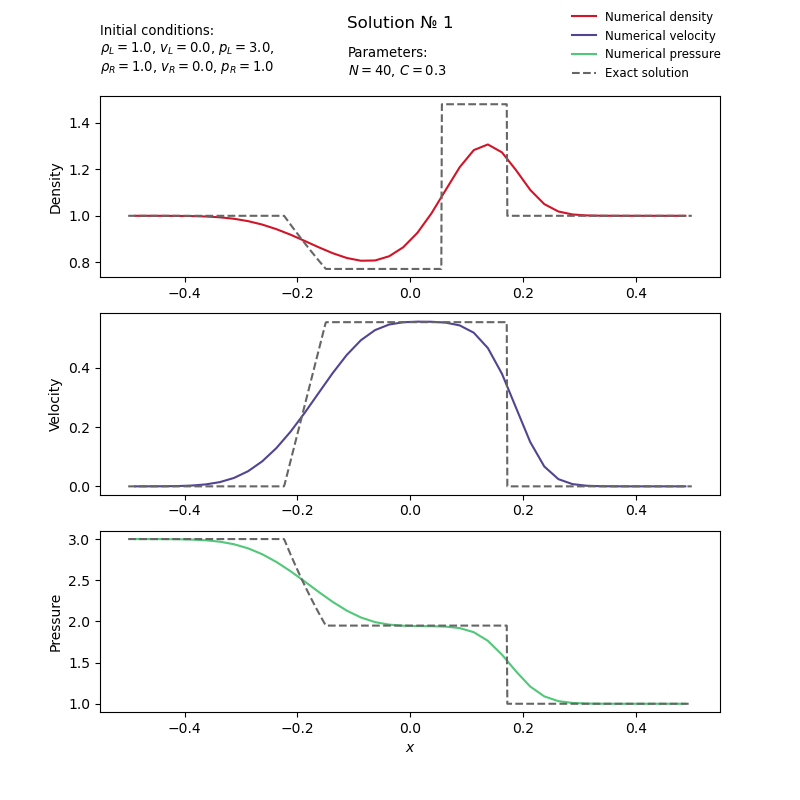 Solution № 1
Initial conditions:
ρL = 1.0, vL = 0.0, pL = 3.0,
ρR = 1.0, vR = 0.0, pR = 1.0
Parameters:
N = 40, C = 0.3
Numerical density
Numerical velocity
Numerical pressure
Exact solution
Density
1.4
1.2
1.0
0.8
−0.4 −0.2 0.0 0.2 0.4
Velocity
0.4
0.2
0.0
−0.4 −0.2 0.0 0.2 0.4
Pressure
3.0
2.5
2.0
1.5
1.0
−0.4 −0.2 0.0 0.2 0.4
x